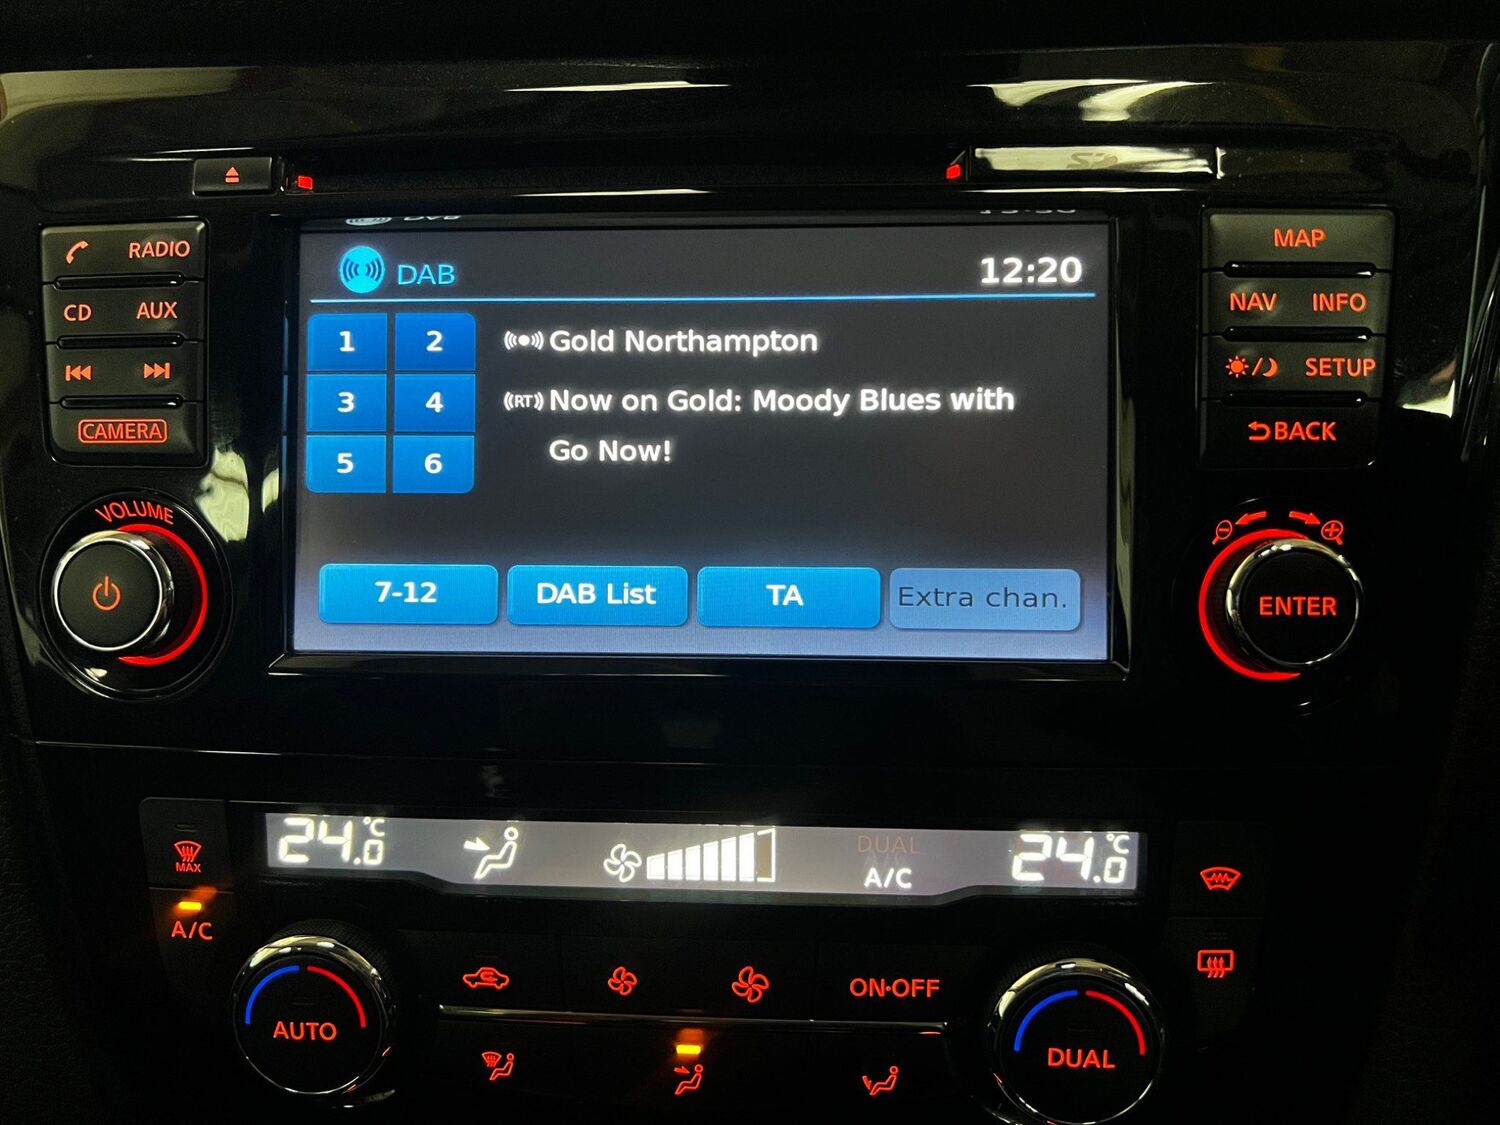 RADIO
CD AUX
CAMERA
VOLUME
DAB
12:20
1 2
3 4
5 6
Gold Northampton
(RT) Now on Gold: Moody Blues with
Go Now!
7-12 DAB List TA Extra chan.
MAP
NAV INFO
SETUP
BACK
ENTER
24.0 °C
DUAL
A/C
24.0 °C
MAX
A/C
AUTO
ON•OFF
DUAL